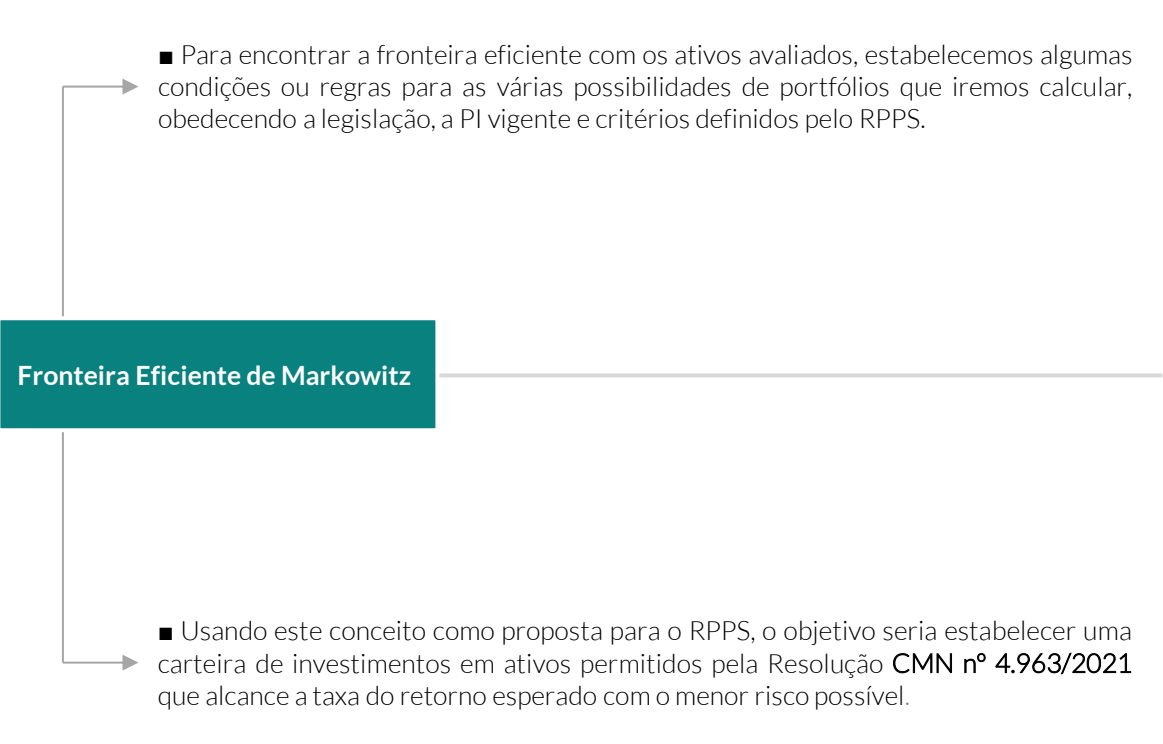 ■ Para encontrar a fronteira eficiente com os ativos avaliados, estabelecemos algumas
condições ou regras para as várias possibilidades de portfólios que iremos calcular,
obedecendo a legislação, a PI vigente e critérios definidos pelo RPPS.
Fronteira Eficiente de Markowitz
■ Usando este conceito como proposta para o RPPS, o objetivo seria estabelecer uma
carteira de investimentos em ativos permitidos pela Resolução CMN nº 4.963/2021
que alcance a taxa do retorno esperado com o menor risco possível.